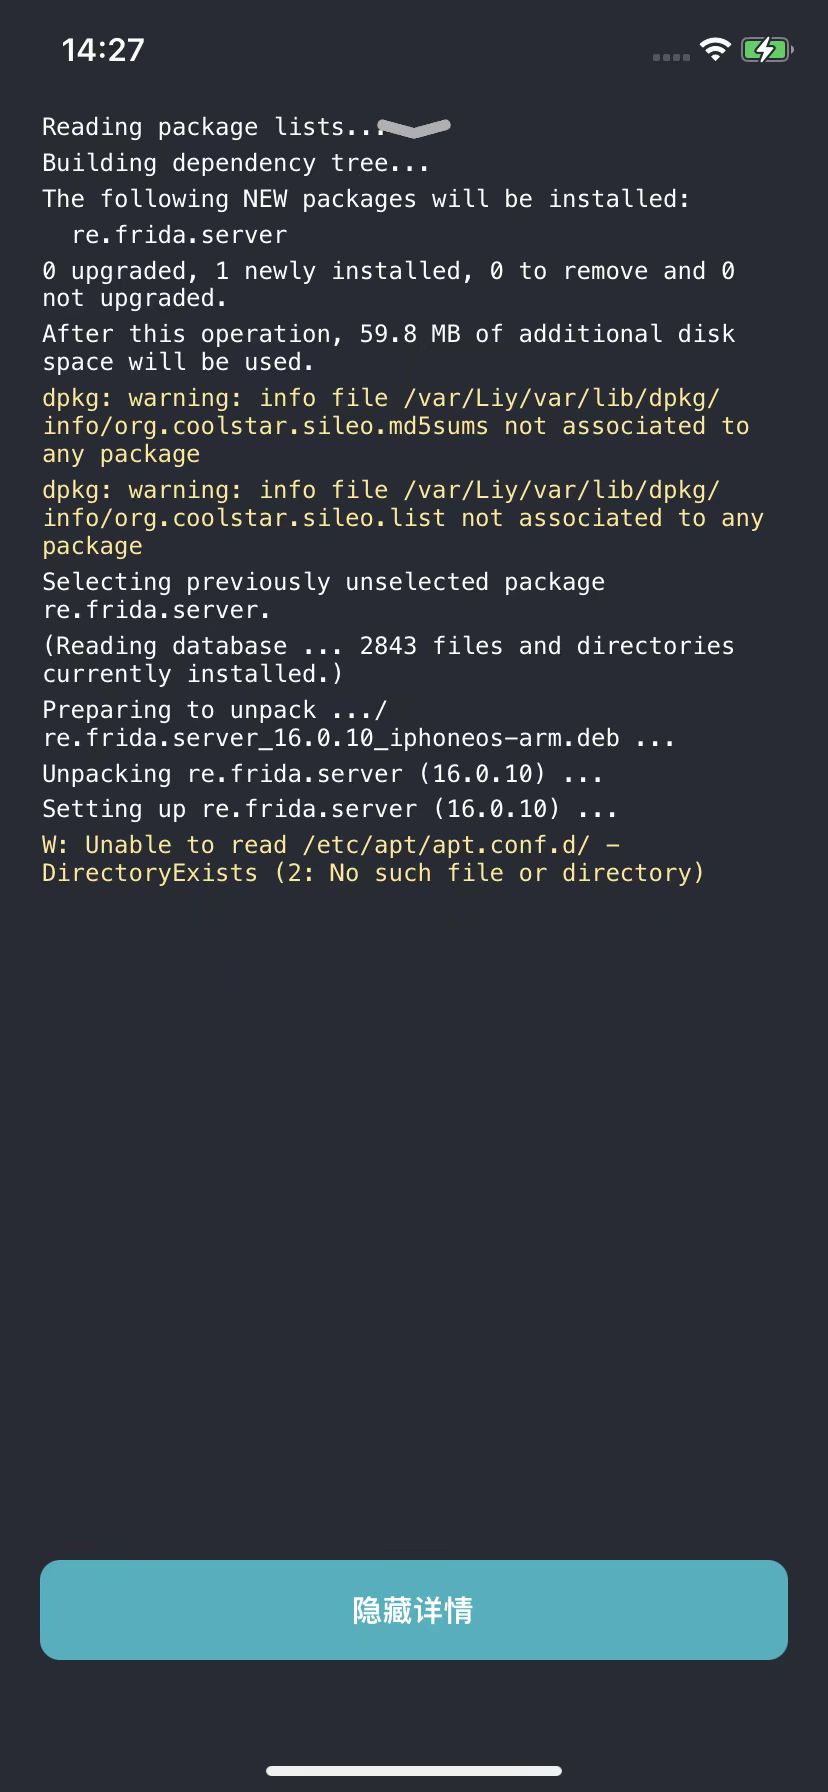 14:27
Reading package lists...
Building dependency tree...
The following NEW packages will be installed:
re.frida.server
0 upgraded, 1 newly installed, 0 to remove and 0
not upgraded.
After this operation, 59.8 MB of additional disk
space will be used.
dpkg: warning: info file /var/Liy/var/lib/dpkg/
info/org.coolstar.sileo.md5sums not associated to
any package
dpkg: warning: info file /var/Liy/var/lib/dpkg/
info/org.coolstar.sileo.list not associated to any
package
Selecting previously unselected package
re.frida.server.
(Reading database ... 2843 files and directories
currently installed.)
Preparing to unpack .../
re.frida.server_16.0.10_iphoneos-arm.deb ...
Unpacking re.frida.server (16.0.10) ...
Setting up re.frida.server (16.0.10) ...
W: Unable to read /etc/apt/apt.conf.d/ -
DirectoryExists (2: No such file or directory)
隐藏详情